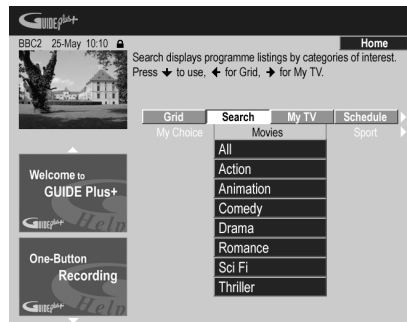 GUIDE plus+
BBC2 25-May 10:10
Home
Search displays programme listings by categories of interest.
Press ↓ to use, ← for Grid, → for My TV.
Grid Search My TV Schedule
My Choice Movies Sport
All
Action
Animation
Comedy
Drama
Romance
Sci Fi
Thriller
Welcome to
GUIDE Plus+
GUIDE plus+ Help
One-Button
Recording
GUIDE plus+ Help